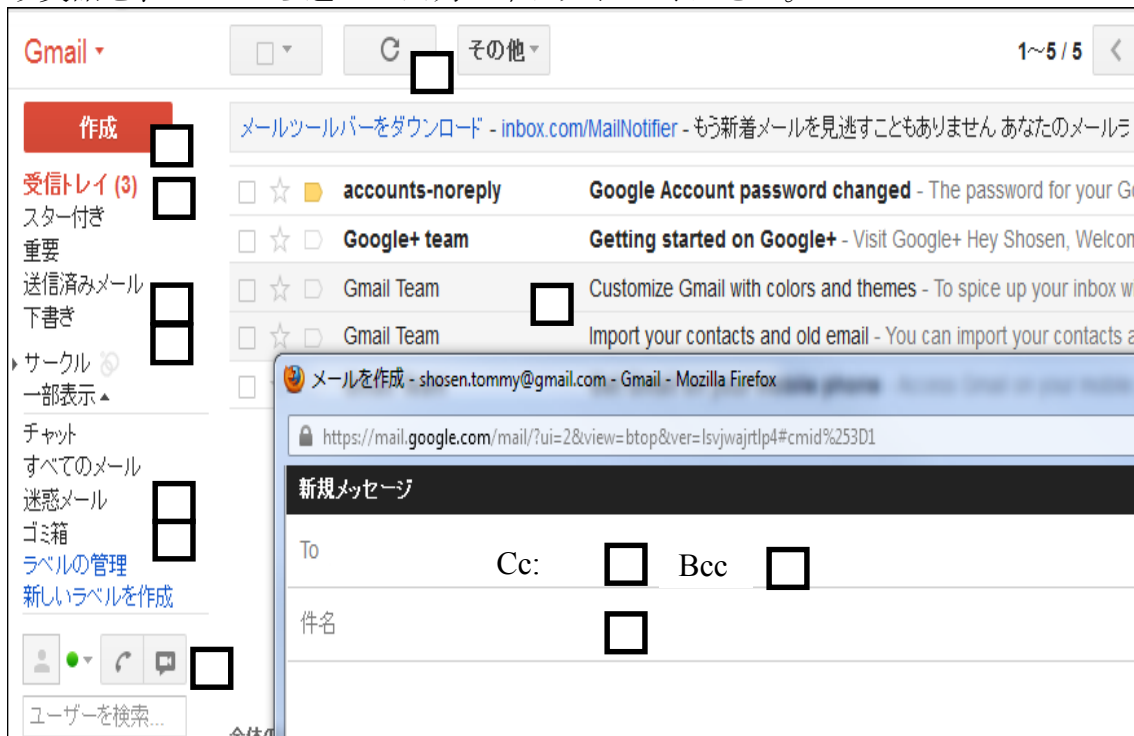 Gmail
その他
1～5 / 5
作成
メールツールバーをダウンロード - inbox.com/MailNotifier - もう新着メールを見逃すこともありません あなたのメールラ
受信トレイ (3)
スター付き
重要
送信済みメール
下書き
サークル
一部表示
チャット
すべてのメール
迷惑メール
ゴミ箱
ラベルの管理
新しいラベルを作成
ユーザーを検索...
accounts-noreply Google Account password changed - The password for your Go
Google+ team Getting started on Google+ - Visit Google+ Hey Shosen, Welcom
Gmail Team Customize Gmail with colors and themes - To spice up your inbox w
Gmail Team Import your contacts and old email - You can import your contacts a
メールを作成 - shosen.tommy@gmail.com - Gmail - Mozilla Firefox
https://mail.google.com/mail/?ui=2&view=btop&ver=lsvjwajrtlp4#cmid%253D1
新規メッセージ
To
Cc: Bcc
件名